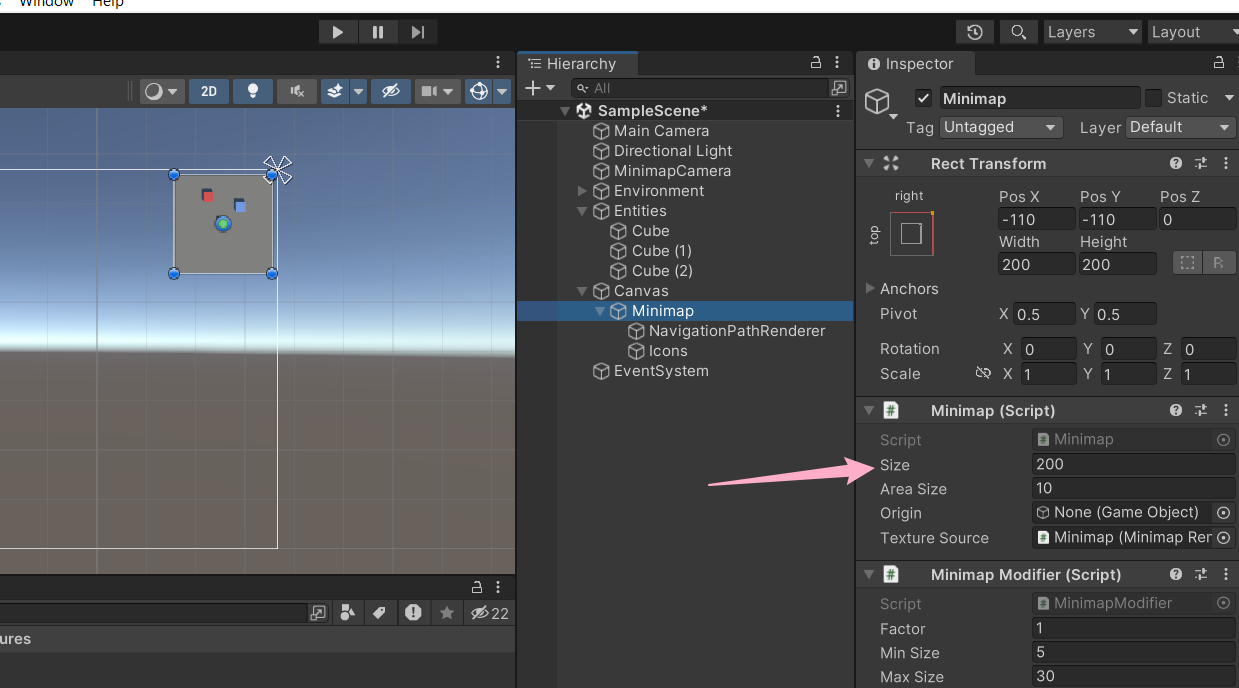 Window Help
Layers
Layout
2D
22
ures
Hierarchy
All
SampleScene*
Main Camera
Directional Light
MinimapCamera
Environment
Entities
Cube
Cube (1)
Cube (2)
Canvas
Minimap
NavigationPathRenderer
Icons
EventSystem
Inspector
Minimap Static
Tag Untagged Layer Default
Rect Transform
right
top
Pos X Pos Y Pos Z
-110 -110 0
Width Height
200 200 R
Anchors
Pivot X 0.5 Y 0.5
Rotation X 0 Y 0 Z 0
Scale X 1 Y 1 Z 1
# Minimap (Script)
Script # Minimap
Size 200
Area Size 10
Origin None (Game Object)
Texture Source # Minimap (Minimap Ren
# Minimap Modifier (Script)
Script # MinimapModifier
Factor 1
Min Size 5
Max Size 30